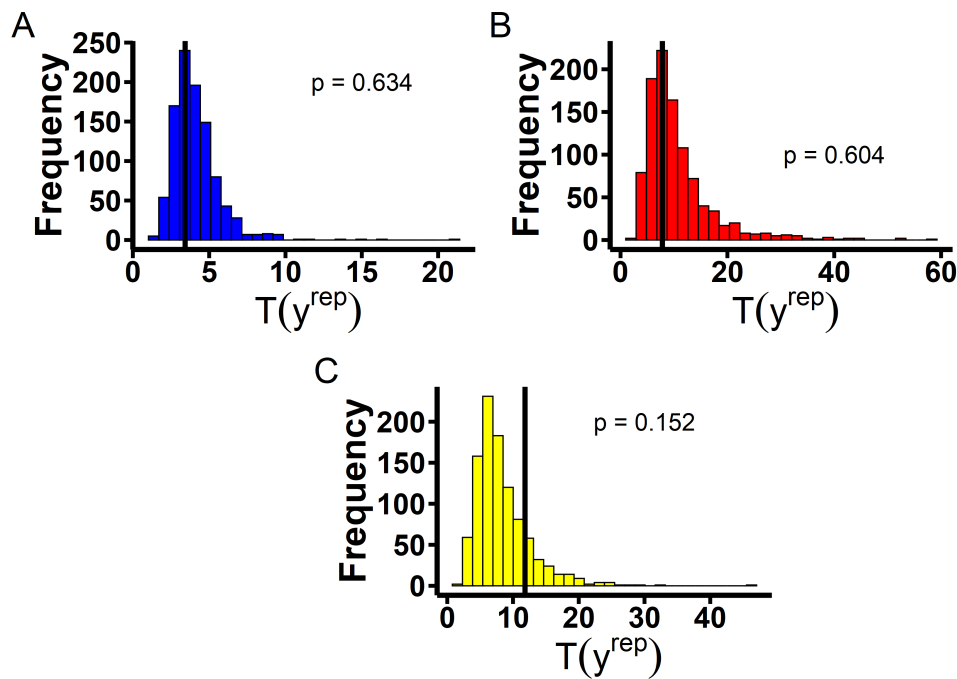 A
Frequency
250
200
150
100
50
0
p = 0.634
0 5 10 15 20
T(y^rep)
B
Frequency
200
150
100
50
0
p = 0.604
0 20 40 60
T(y^rep)
C
Frequency
200
150
100
50
0
p = 0.152
0 10 20 30 40
T(y^rep)